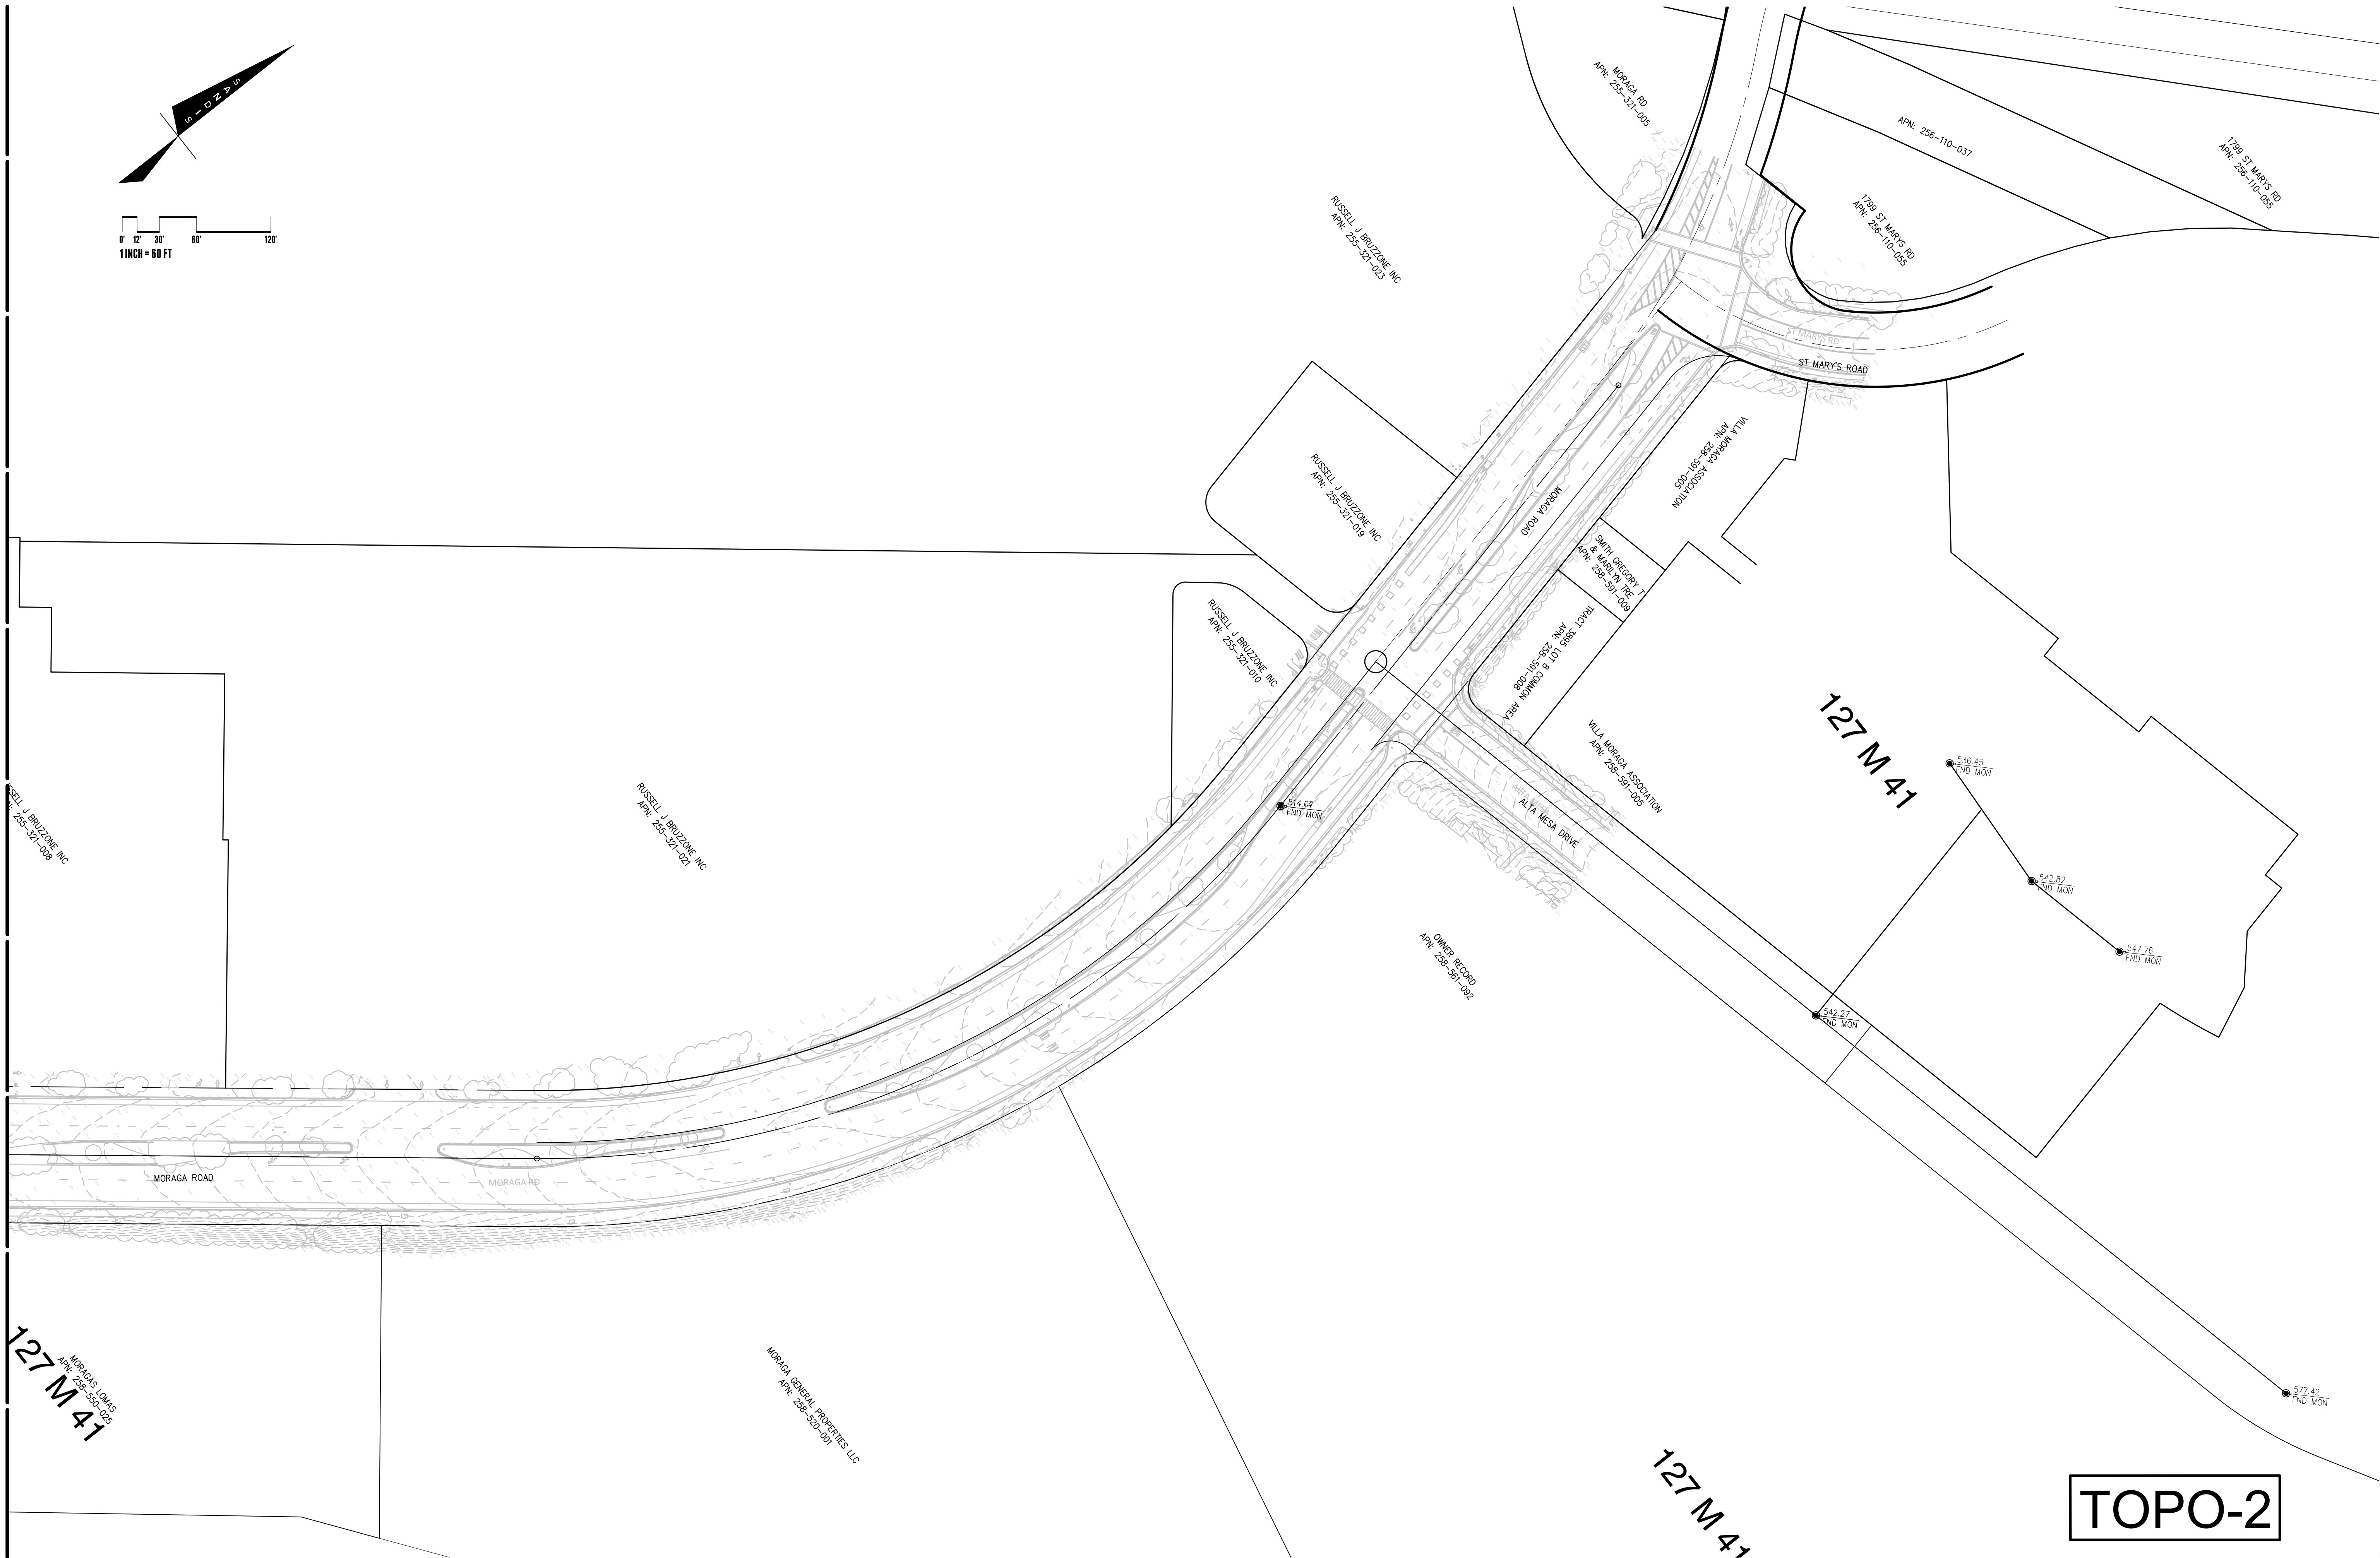 SANDIS
0' 12' 30' 60' 120'
1 INCH = 60 FT
MORAGA RD
APN: 255-321-005
APN: 256-110-037
1799 ST MARYS RD
APN: 256-110-055
1799 ST MARYS RD
APN: 256-110-055
RUSSELL J BRUZZONE INC
APN: 255-321-023
ST MARYS RD
ST MARY'S ROAD
RUSSELL J BRUZZONE INC
APN: 255-321-019
MORAGA ROAD
VILLA MORAGA ASSOCIATION
APN: 258-591-005
SMITH GREGORY T
& MARILYN TRE
APN: 258-591-009
TRACT 3895 LOT 8 COMMON AREA
APN: 258-591-008
RUSSELL J BRUZZONE INC
APN: 255-321-010
VILLA MORAGA ASSOCIATION
APN: 258-591-005
127 M 41
536.45
FND MON
514.07
FND MON
ALTA MESA DRIVE
SSELL J BRUZZONE INC
255-321-008
RUSSELL J BRUZZONE INC
APN: 255-321-021
542.82
FND MON
547.76
FND MON
OWNER RECORD
APN: 258-561-092
542.37
FND MON
MORAGA ROAD
MORAGA RD
127 M 41
MORAGAS LOMAS
APN: 258-550-025
MORAGA GENERAL PROPERTIES LLC
APN: 258-520-001
577.42
FND MON
127 M 41
TOPO-2